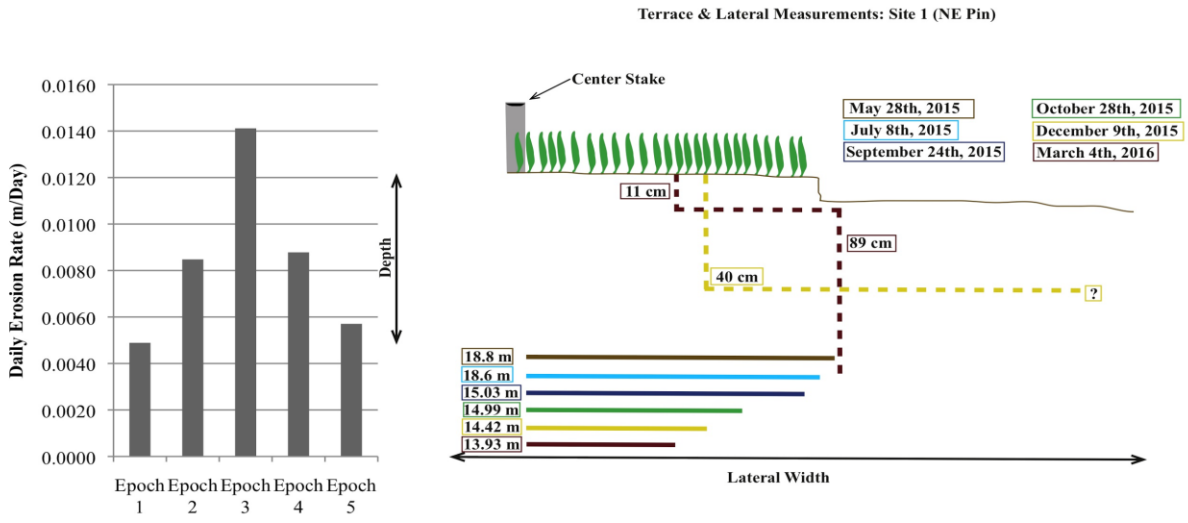 Terrace & Lateral Measurements: Site 1 (NE Pin)
Daily Erosion Rate (m/Day)
0.0160
0.0140
0.0120
0.0100
0.0080
0.0060
0.0040
0.0020
0.0000
Epoch 1
Epoch 2
Epoch 3
Epoch 4
Epoch 5
Depth
Center Stake
May 28th, 2015
July 8th, 2015
September 24th, 2015
October 28th, 2015
December 9th, 2015
March 4th, 2016
11 cm
89 cm
40 cm
?
18.8 m
18.6 m
15.03 m
14.99 m
14.42 m
13.93 m
Lateral Width